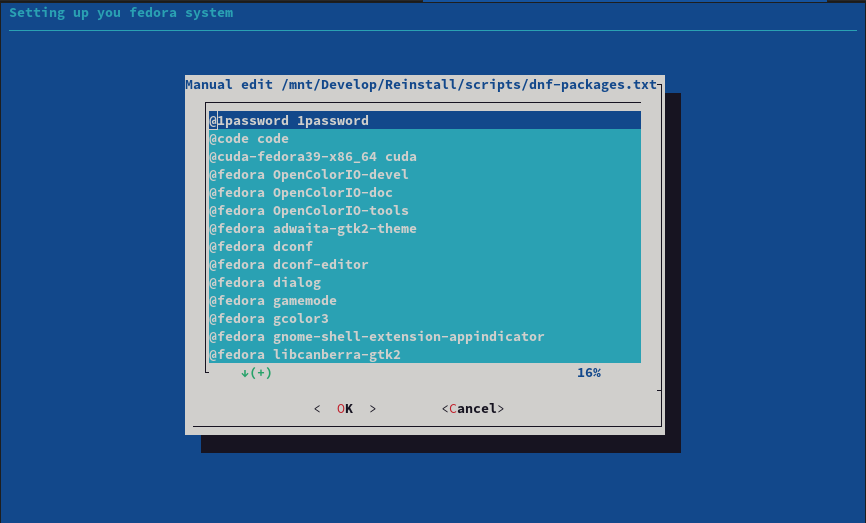 Setting up you fedora system
Manual edit /mnt/Develop/Reinstall/scripts/dnf-packages.txt
@1password 1password
@code code
@cuda-fedora39-x86_64 cuda
@fedora OpenColorIO-devel
@fedora OpenColorIO-doc
@fedora OpenColorIO-tools
@fedora adwaita-gtk2-theme
@fedora dconf
@fedora dconf-editor
@fedora dialog
@fedora gamemode
@fedora gcolor3
@fedora gnome-shell-extension-appindicator
@fedora libcanberra-gtk2
↓(+) 16%
< OK > <Cancel>